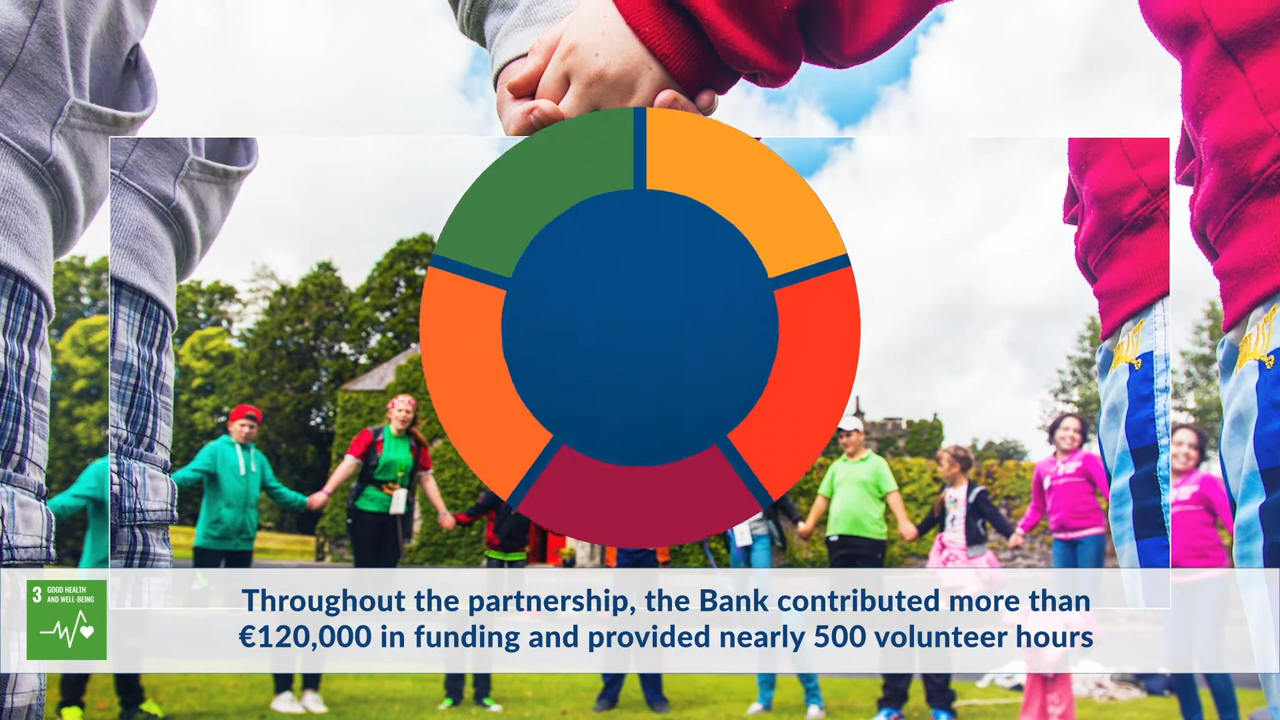 3 GOOD HEALTH
AND WELL-BEING
Throughout the partnership, the Bank contributed more than
€120,000 in funding and provided nearly 500 volunteer hours